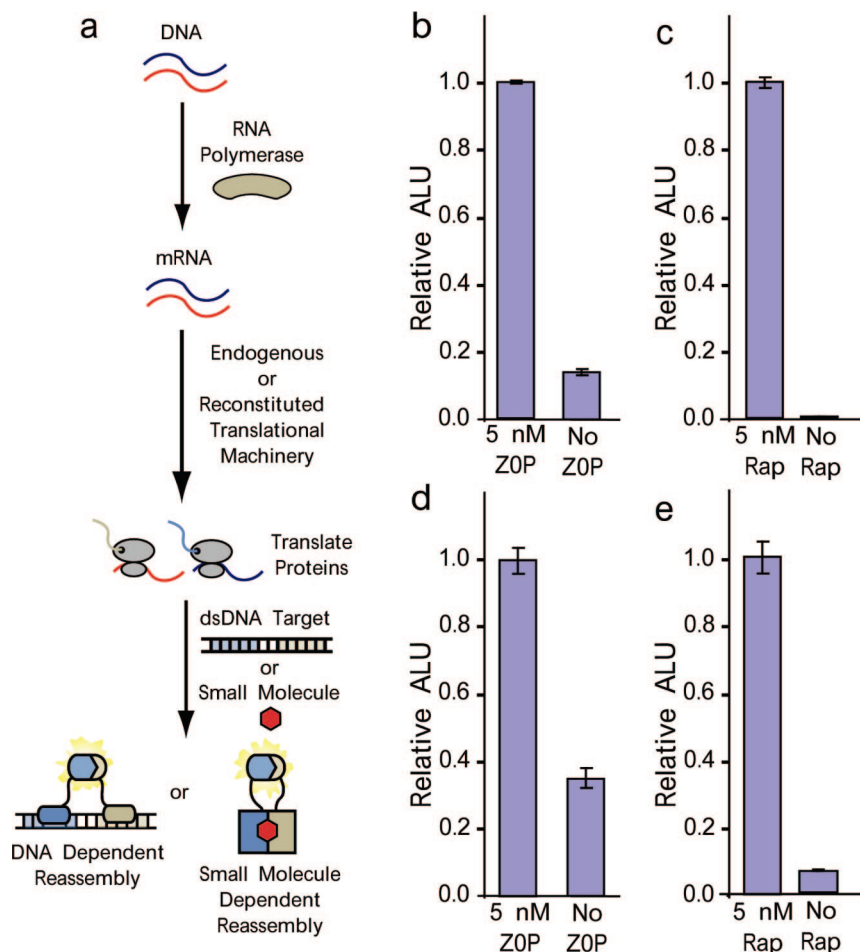 a
DNA
RNA
Polymerase
mRNA
Endogenous
or
Reconstituted
Translational
Machinery
Translate
Proteins
dsDNA Target
or
Small Molecule
or
DNA Dependent
Reassembly
Small Molecule
Dependent
Reassembly
b
Relative ALU
1.0
0.8
0.6
0.4
0.2
0.0
5 nM No
Z0P Z0P
c
Relative ALU
1.0
0.8
0.6
0.4
0.2
0.0
5 nM No
Rap Rap
d
Relative ALU
1.0
0.8
0.6
0.4
0.2
0.0
5 nM No
Z0P Z0P
e
Relative ALU
1.0
0.8
0.6
0.4
0.2
0.0
5 nM No
Rap Rap